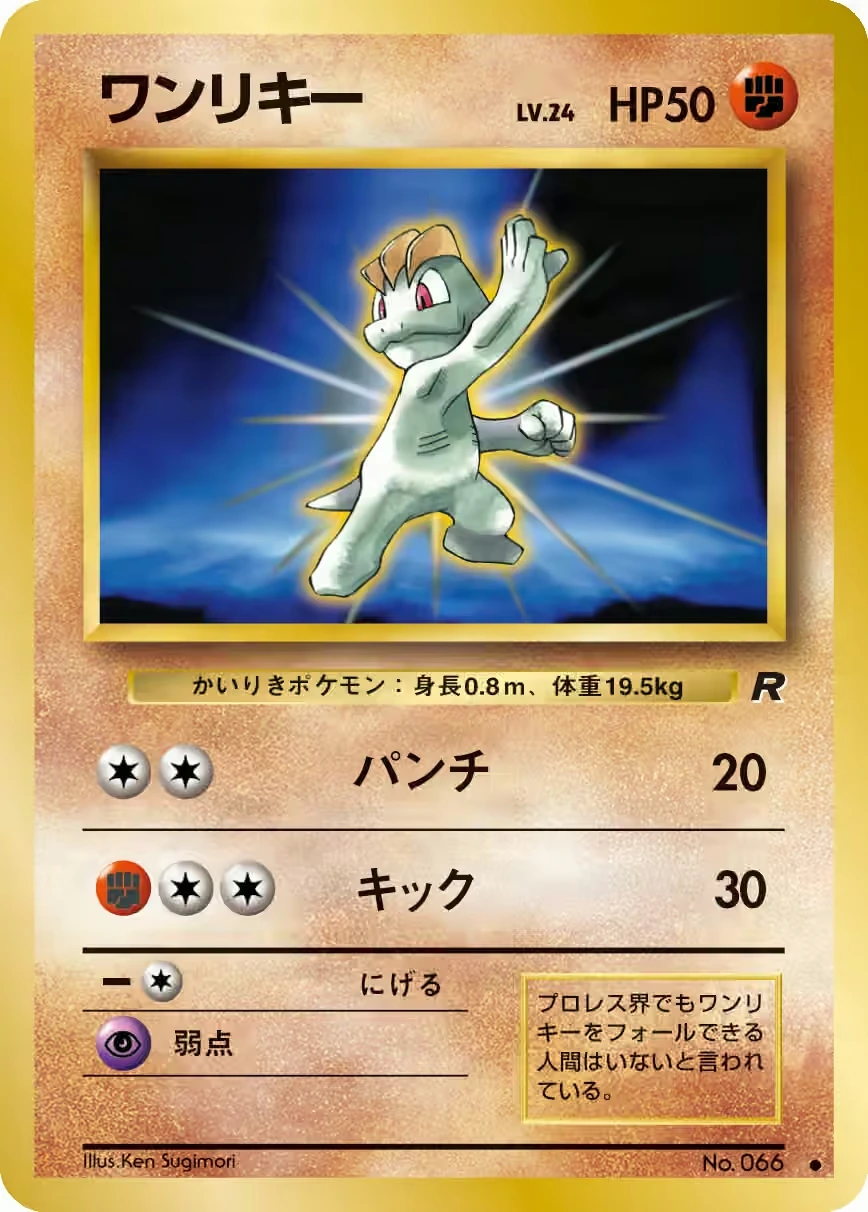 ワンリキー LV.24 HP50
かいりきポケモン：身長0.8m、体重19.5kg R
パンチ 20
キック 30
にげる
弱点
プロレス界でもワンリ
キーをフォールできる
人間はいないと言われ
ている。
Illus.Ken Sugimori No. 066